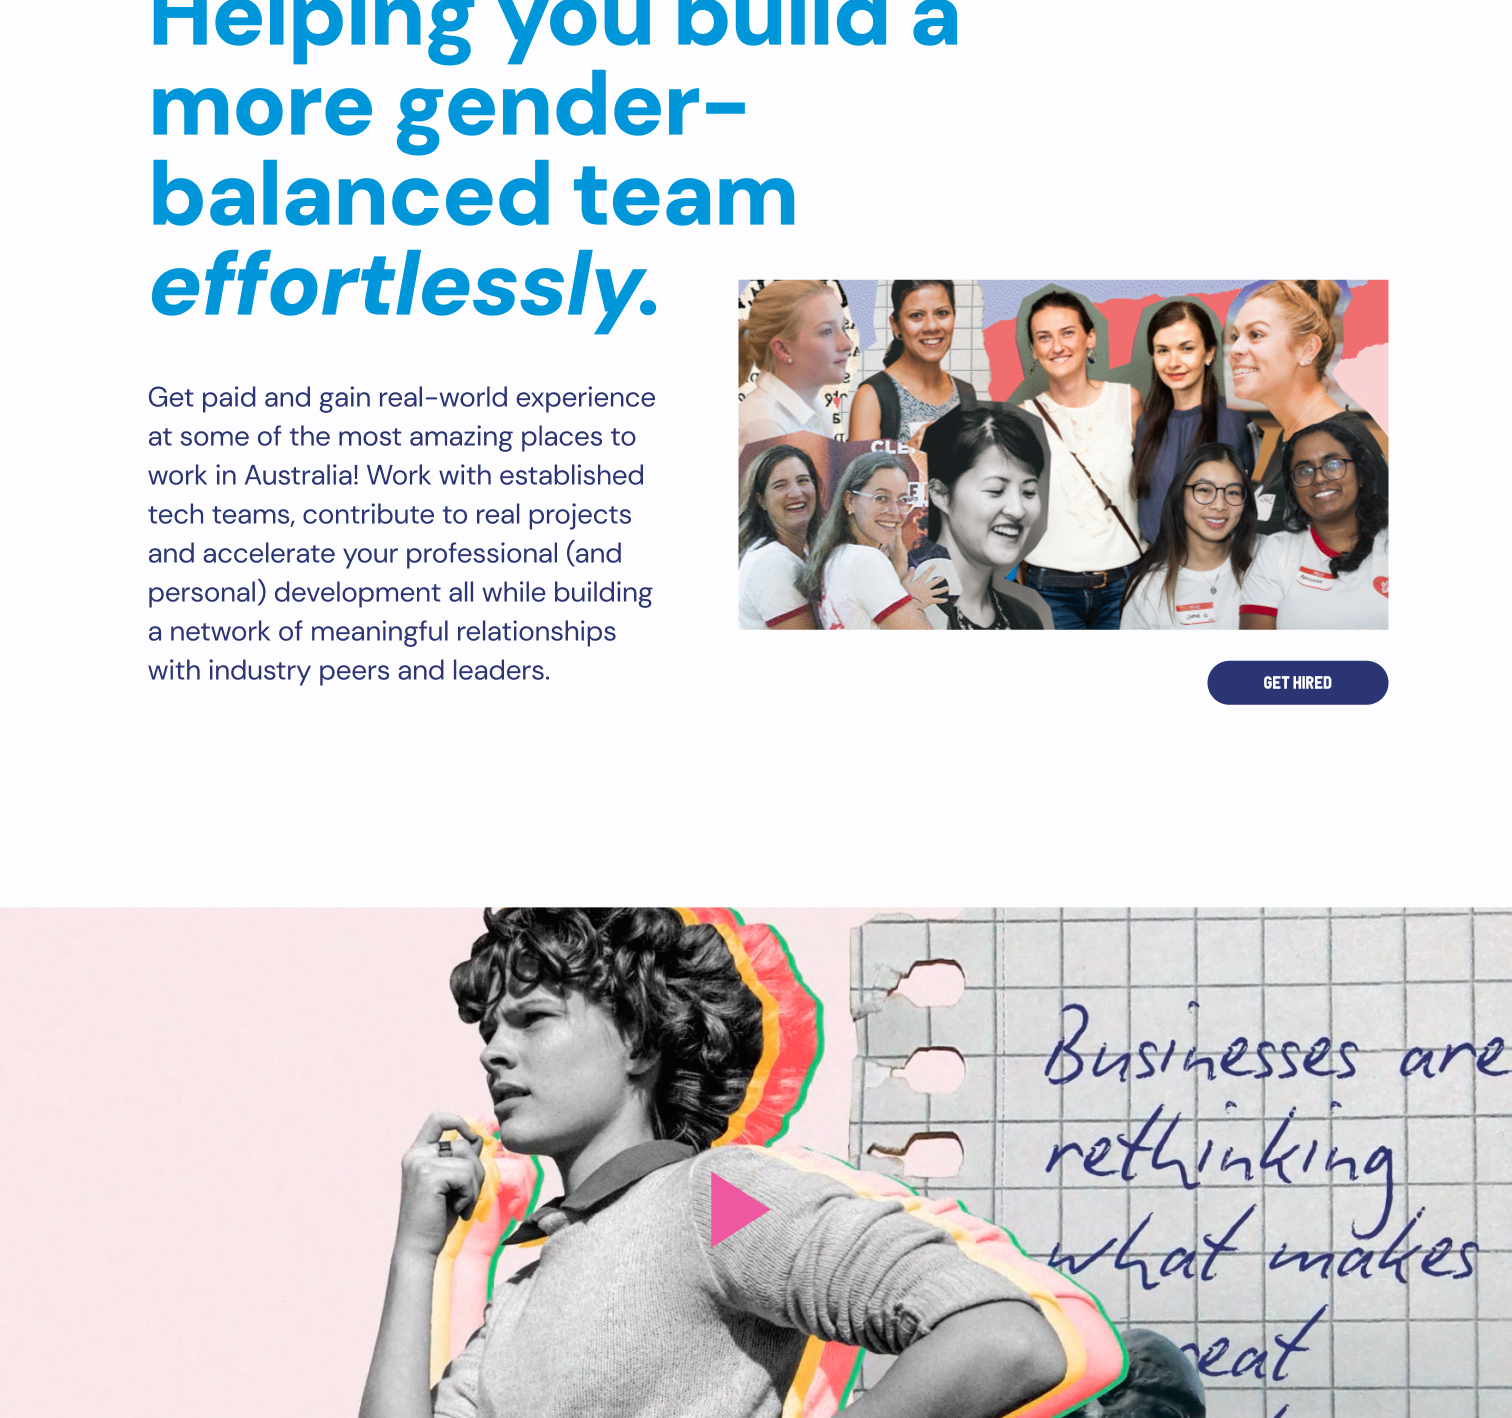 Helping you build a
more gender-
balanced team
effortlessly.
Get paid and gain real-world experience
at some of the most amazing places to
work in Australia! Work with established
tech teams, contribute to real projects
and accelerate your professional (and
personal) development all while building
a network of meaningful relationships
with industry peers and leaders.
CLE
GET HIRED
Businesses are
rethinking
what makes
reat